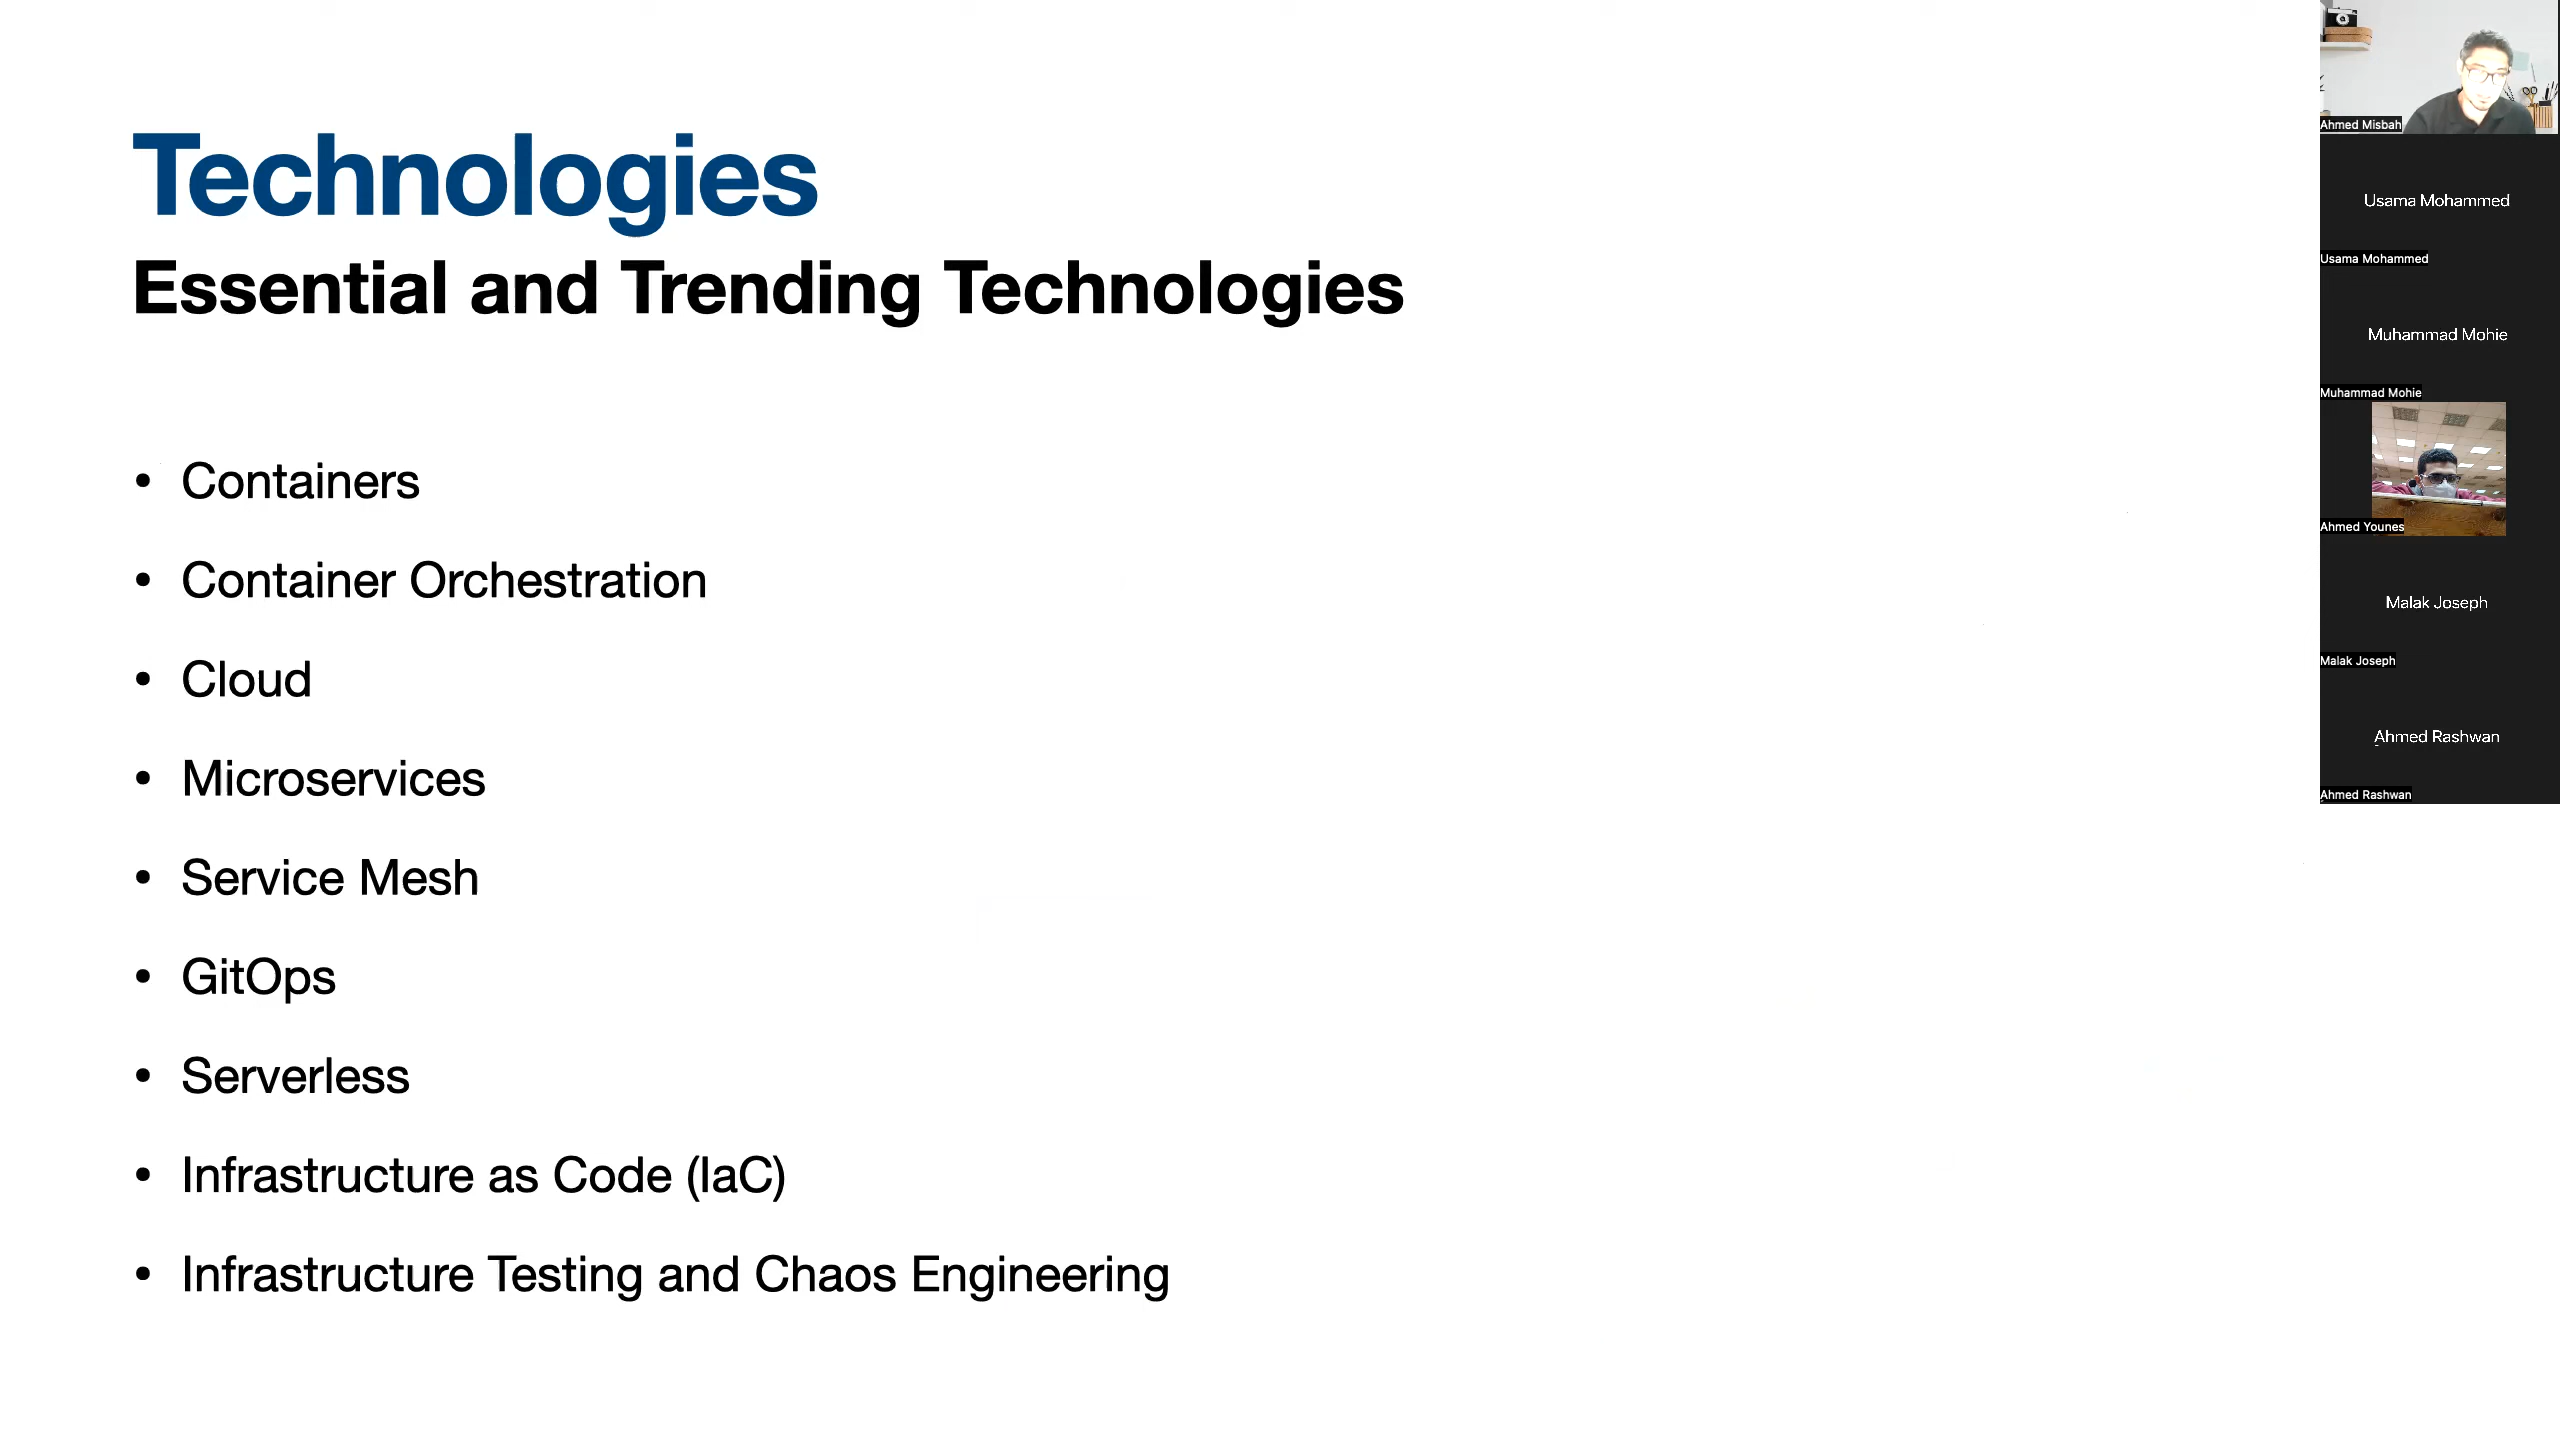 Technologies
Essential and Trending Technologies
• Containers
• Container Orchestration
• Cloud
• Microservices
• Service Mesh
• GitOps
• Serverless
• Infrastructure as Code (IaC)
• Infrastructure Testing and Chaos Engineering
Ahmed Misbah
Usama Mohammed
Usama Mohammed
Muhammad Mohie
Muhammad Mohie
Ahmed Younes
Malak Joseph
Malak Joseph
Ahmed Rashwan
Ahmed Rashwan